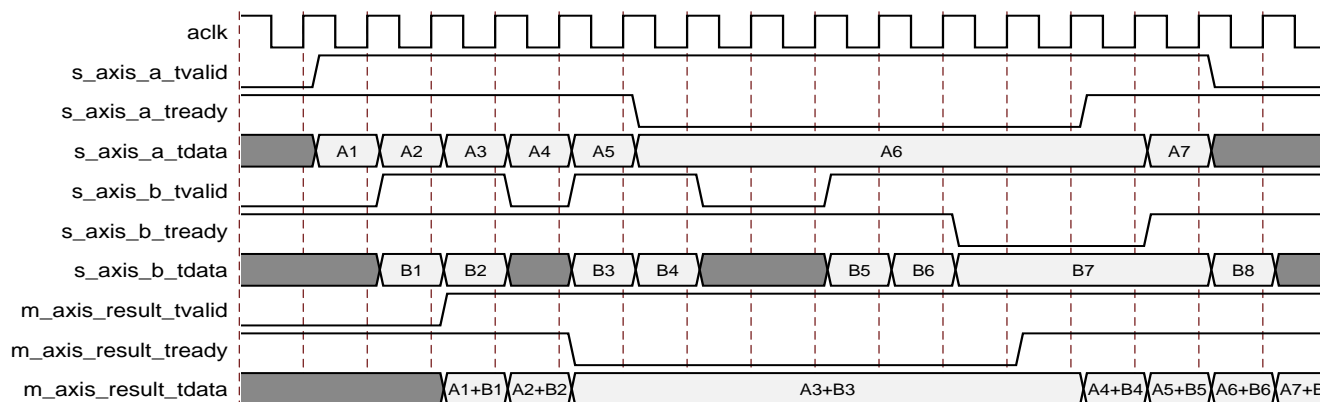 aclk
s_axis_a_tvalid
s_axis_a_tready
s_axis_a_tdata A1 A2 A3 A4 A5 A6 A7
s_axis_b_tvalid
s_axis_b_tready
s_axis_b_tdata B1 B2 B3 B4 B5 B6 B7 B8
m_axis_result_tvalid
m_axis_result_tready
m_axis_result_tdata A1+B1 A2+B2 A3+B3 A4+B4 A5+B5 A6+B6 A7+B